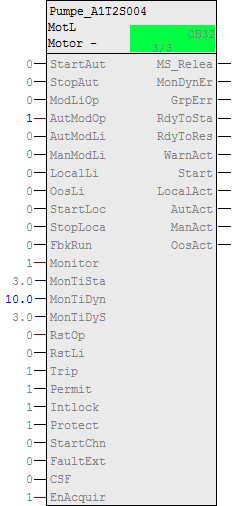 Pumpe_A1T2S004
MotL OB32
Motor - 3/3
0 StartAut MS_Relea
0 StopAut MonDynEr
0 ModLiOp GrpErr
1 AutModOp RdyToSta
0 AutModLi RdyToRes
0 ManModLi WarnAct
0 LocalLi Start
0 OosLi LocalAct
0 StartLoc AutAct
0 StopLoca ManAct
0 FbkRun OosAct
1 Monitor
3.0 MonTiSta
10.0 MonTiDyn
3.0 MonTiDyS
0 RstOp
0 RstLi
1 Trip
1 Permit
1 Intlock
1 Protect
0 StartChn
0 FaultExt
0 CSF
1 EnAcquir